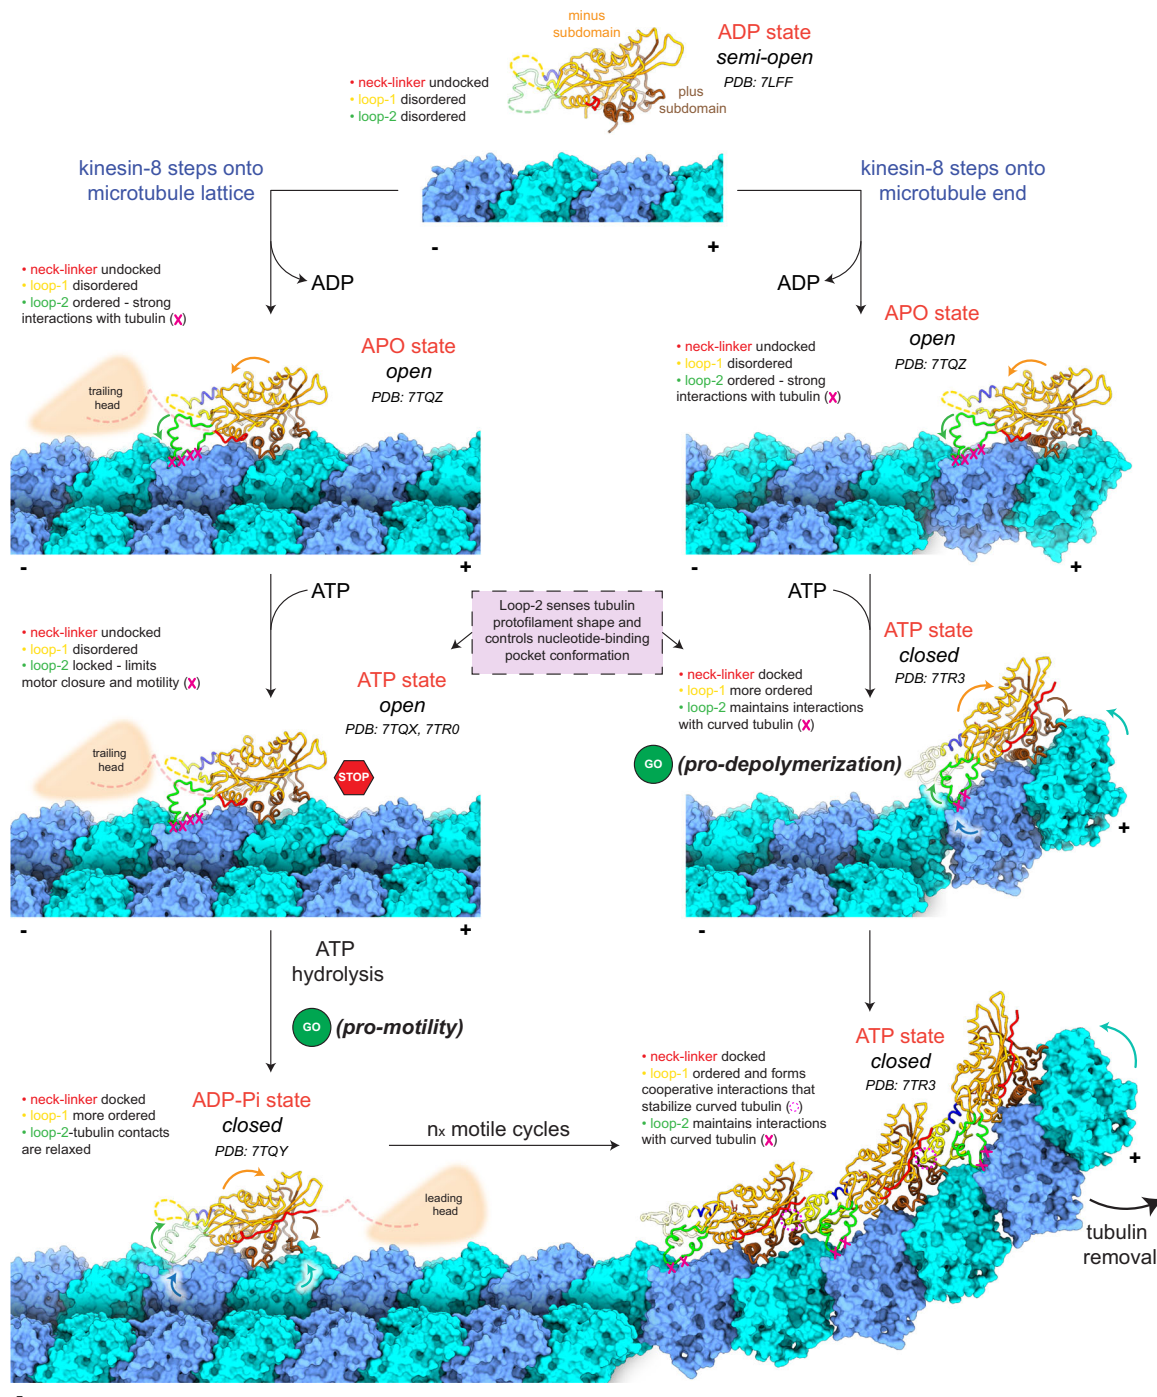 minus
subdomain
ADP state
semi-open
PDB: 7LFF
• neck-linker undocked
• loop-1 disordered
• loop-2 disordered
plus
subdomain
kinesin-8 steps onto
microtubule lattice
kinesin-8 steps onto
microtubule end
-
+
• neck-linker undocked
• loop-1 disordered
• loop-2 ordered - strong
interactions with tubulin (X)
ADP
ADP
APO state
open
PDB: 7TQZ
trailing
head
XXXX
-
+
• neck-linker undocked
• loop-1 disordered
• loop-2 ordered - strong
interactions with tubulin (X)
APO state
open
PDB: 7TQZ
XXXX
-
+
ATP
ATP
Loop-2 senses tubulin
protofilament shape and
controls nucleotide-binding
pocket conformation
• neck-linker undocked
• loop-1 disordered
• loop-2 locked - limits
motor closure and motility (X)
ATP state
open
PDB: 7TQX, 7TR0
trailing
head
STOP
XXXX
-
+
• neck-linker docked
• loop-1 more ordered
• loop-2 maintains interactions
with curved tubulin (X)
ATP state
closed
PDB: 7TR3
GO (pro-depolymerization)
XX
+
-
ATP
hydrolysis
GO (pro-motility)
• neck-linker docked
• loop-1 more ordered
• loop-2-tubulin contacts
are relaxed
ADP-Pi state
closed
PDB: 7TQY
nx motile cycles
leading
head
• neck-linker docked
• loop-1 ordered and forms
cooperative interactions that
stabilize curved tubulin ( )
• loop-2 maintains interactions
with curved tubulin (X)
ATP state
closed
PDB: 7TR3
XX
XX
XX
+
tubulin
removal
-